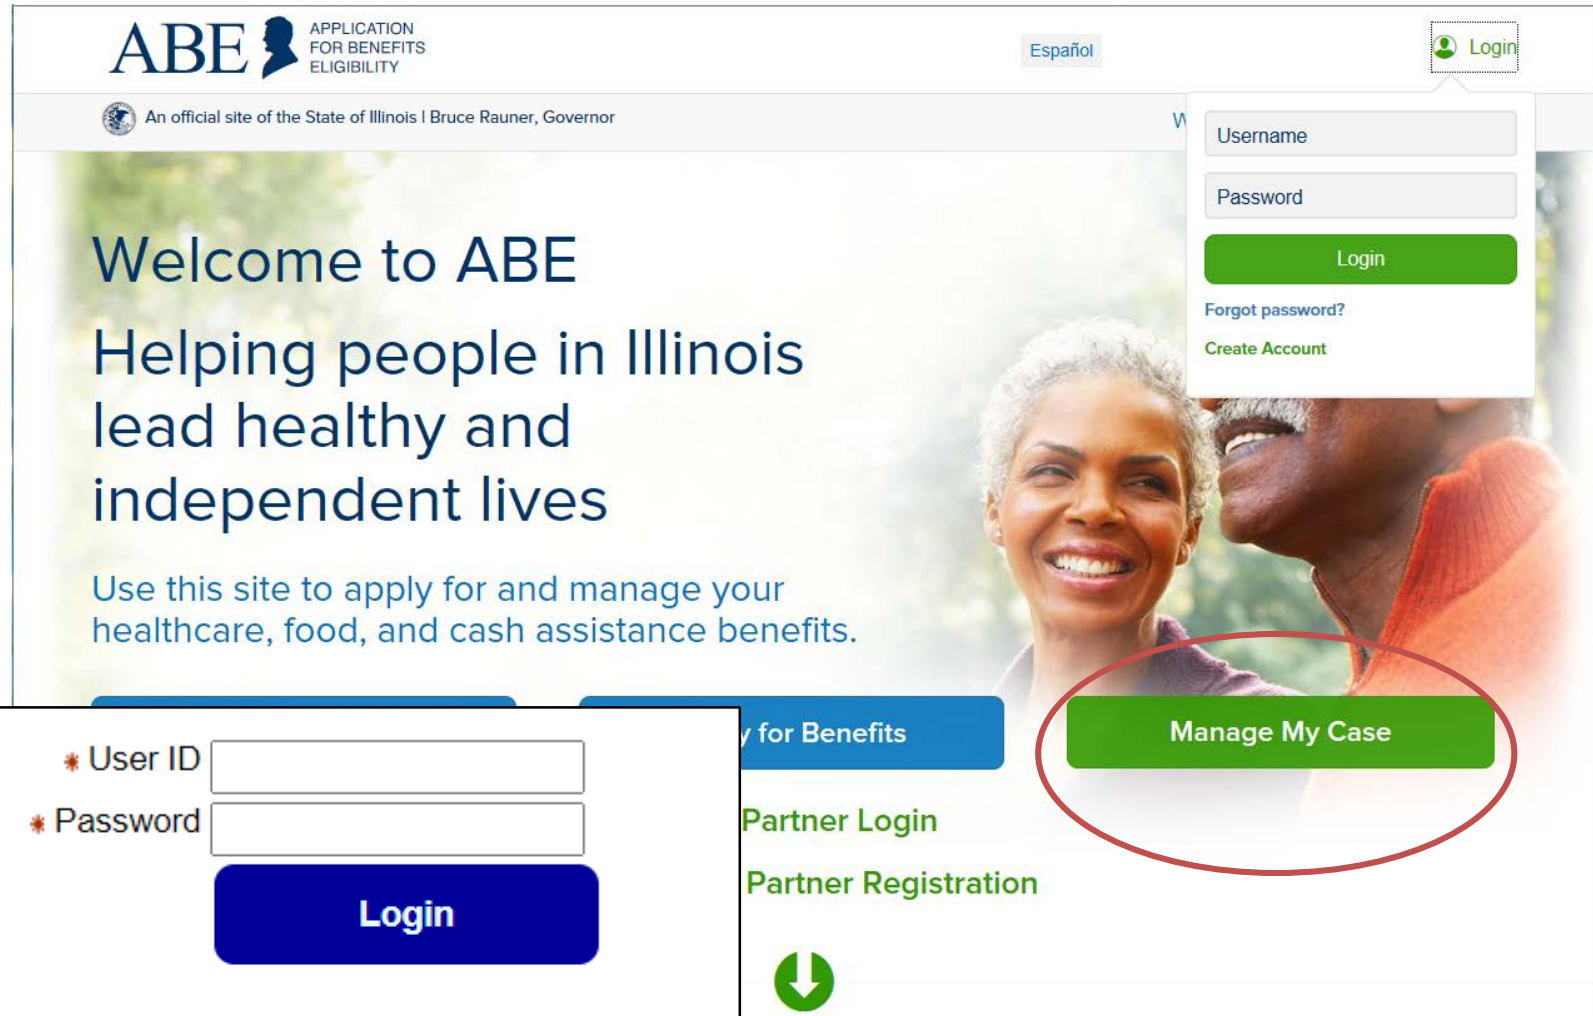 ABE
APPLICATION
FOR BENEFITS
ELIGIBILITY
Español
Login
An official site of the State of Illinois | Bruce Rauner, Governor
Username
Password
Login
Forgot password?
Create Account
Welcome to ABE
Helping people in Illinois
lead healthy and
independent lives
Use this site to apply for and manage your
healthcare, food, and cash assistance benefits.
for Benefits
Manage My Case
* User ID
* Password
Login
Partner Login
Partner Registration